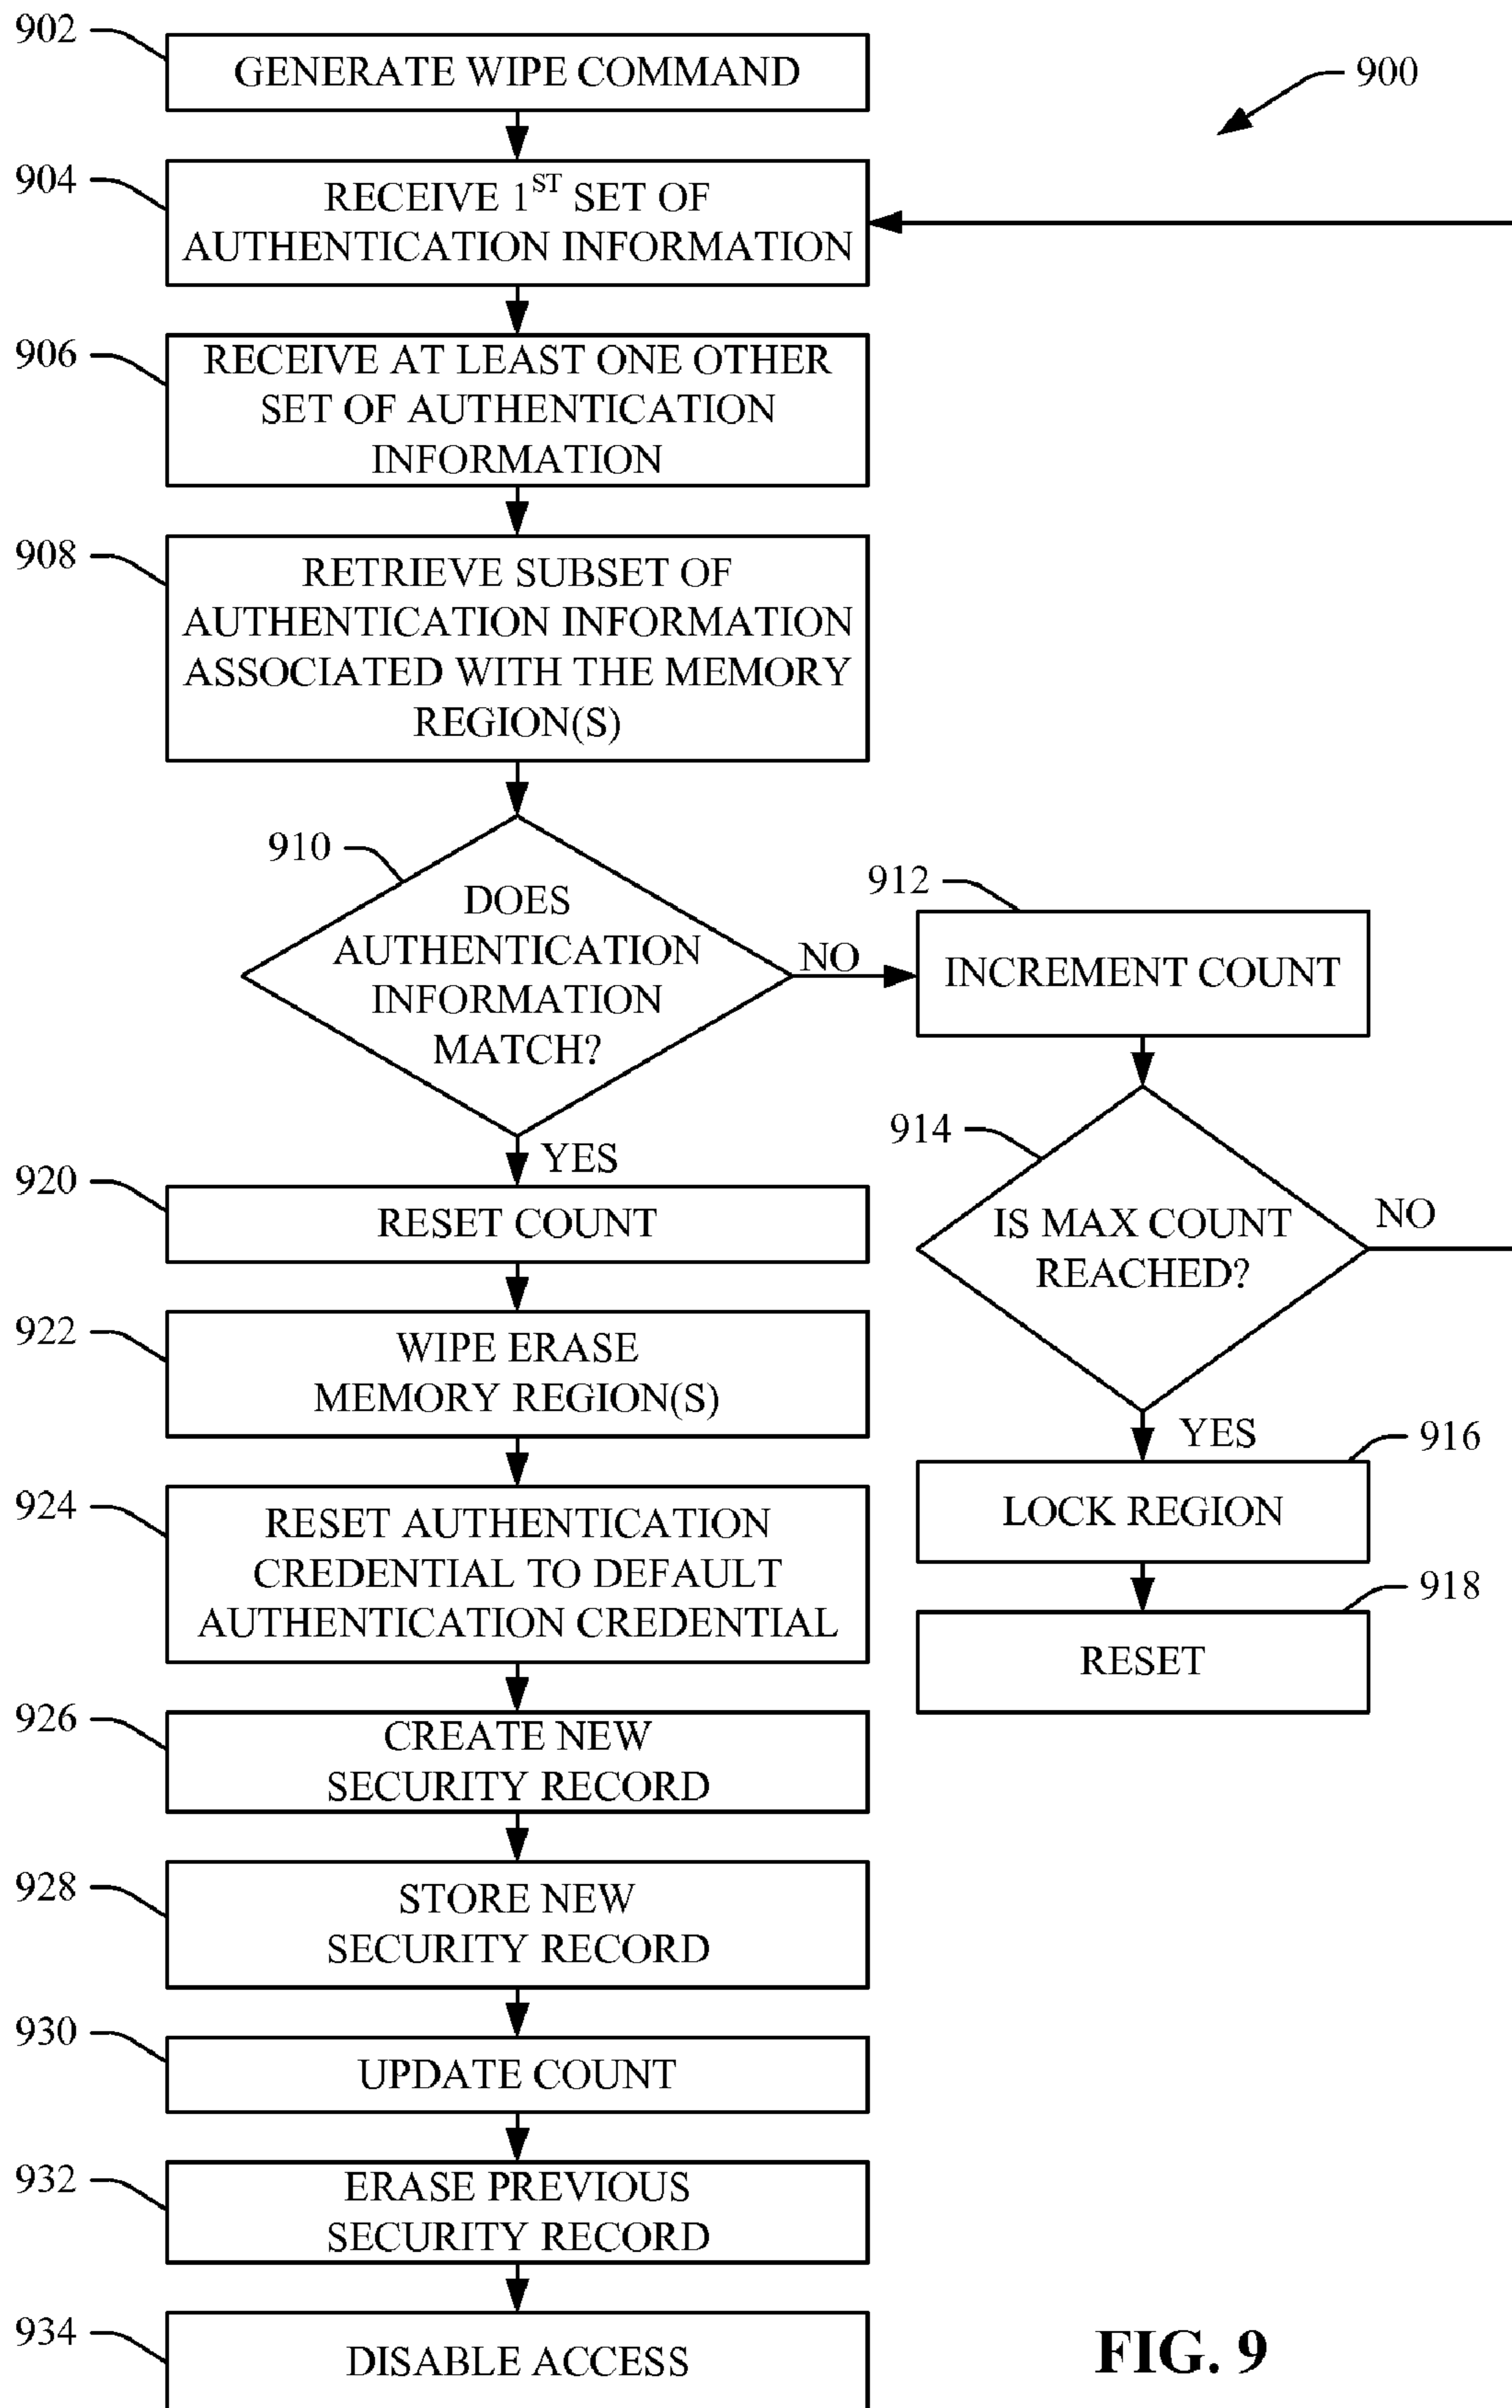 902
GENERATE WIPE COMMAND
900
904
RECEIVE 1ST SET OF
AUTHENTICATION INFORMATION
906
RECEIVE AT LEAST ONE OTHER
SET OF AUTHENTICATION
INFORMATION
908
RETRIEVE SUBSET OF
AUTHENTICATION INFORMATION
ASSOCIATED WITH THE MEMORY
REGION(S)
910
DOES
AUTHENTICATION
INFORMATION
MATCH?
NO
912
INCREMENT COUNT
914
IS MAX COUNT
REACHED?
NO
YES
916
LOCK REGION
918
RESET
YES
920
RESET COUNT
922
WIPE ERASE
MEMORY REGION(S)
924
RESET AUTHENTICATION
CREDENTIAL TO DEFAULT
AUTHENTICATION CREDENTIAL
926
CREATE NEW
SECURITY RECORD
928
STORE NEW
SECURITY RECORD
930
UPDATE COUNT
932
ERASE PREVIOUS
SECURITY RECORD
934
DISABLE ACCESS
FIG. 9